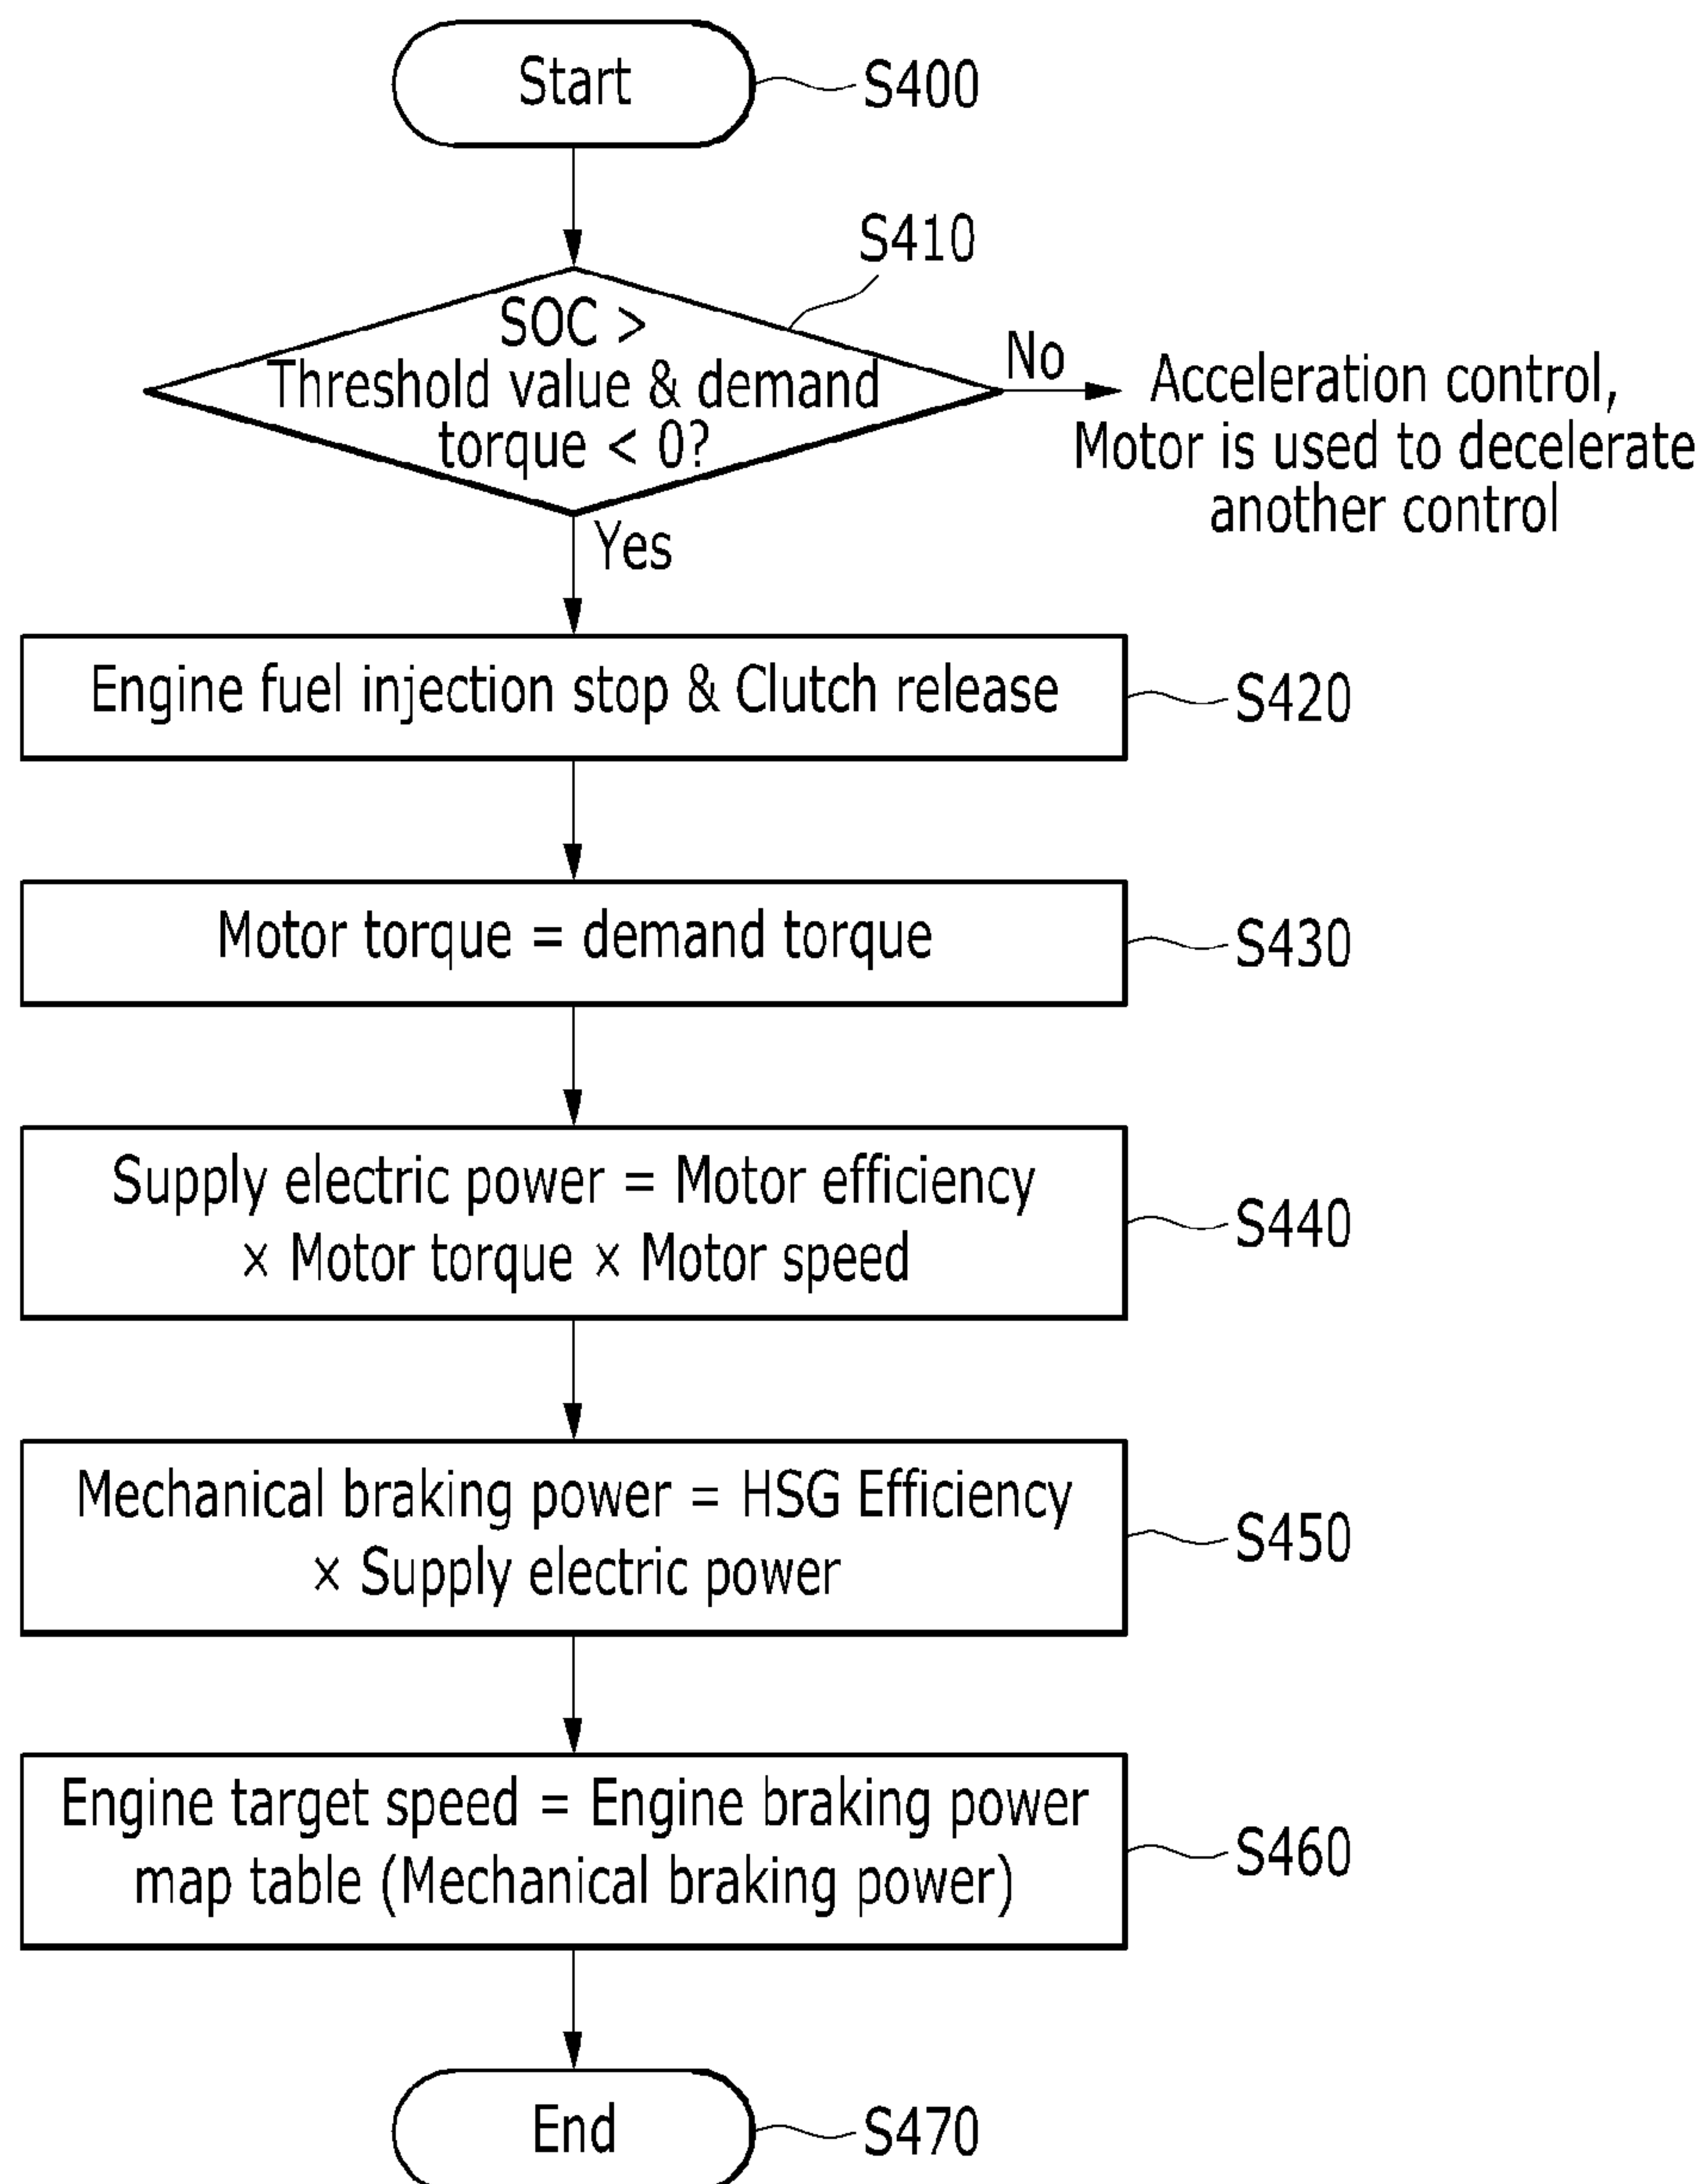 Start
S400
S410
SOC >
Threshold value & demand
torque < 0?
No
Acceleration control,
Motor is used to decelerate
another control
Yes
Engine fuel injection stop & Clutch release
S420
Motor torque = demand torque
S430
Supply electric power = Motor efficiency
× Motor torque × Motor speed
S440
Mechanical braking power = HSG Efficiency
× Supply electric power
S450
Engine target speed = Engine braking power
map table (Mechanical braking power)
S460
End
S470